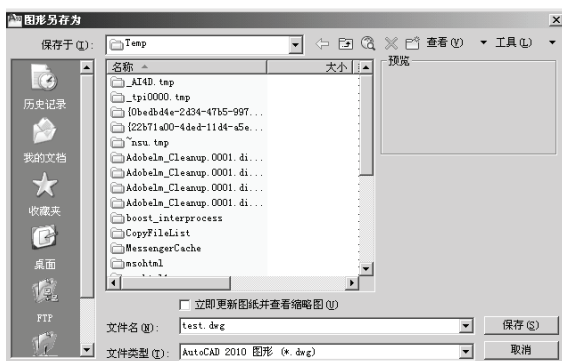 图形另存为
保存于(I):
Temp
查看(V)
工具(L)
历史记录
我的文档
收藏夹
桌面
FTP
名称
大小
_AI4D.tmp
_tpi0000.tmp
{0bedbd4e-2d34-47b5-997...
{22b71a00-4ded-11d4-a5e...
~nsu.tmp
Adobelm_Cleanup.0001.di...
Adobelm_Cleanup.0001.di...
Adobelm_Cleanup.0001.di...
Adobelm_Cleanup.0001.di...
boost_interprocess
CopyFileList
MessengerCache
msohtml
预览
立即更新图纸并查看缩略图(U)
文件名(N):
test.dwg
保存(S)
文件类型(T):
AutoCAD 2010 图形 (*.dwg)
取消